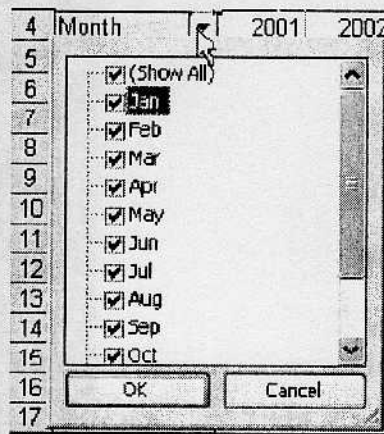 4 Month 2001 2002
5 (Show All)
6 Jan
7 Feb
8 Mar
9 Apr
10 May
11 Jun
12 Jul
13 Aug
14 Sep
15 Oct
16 OK Cancel
17